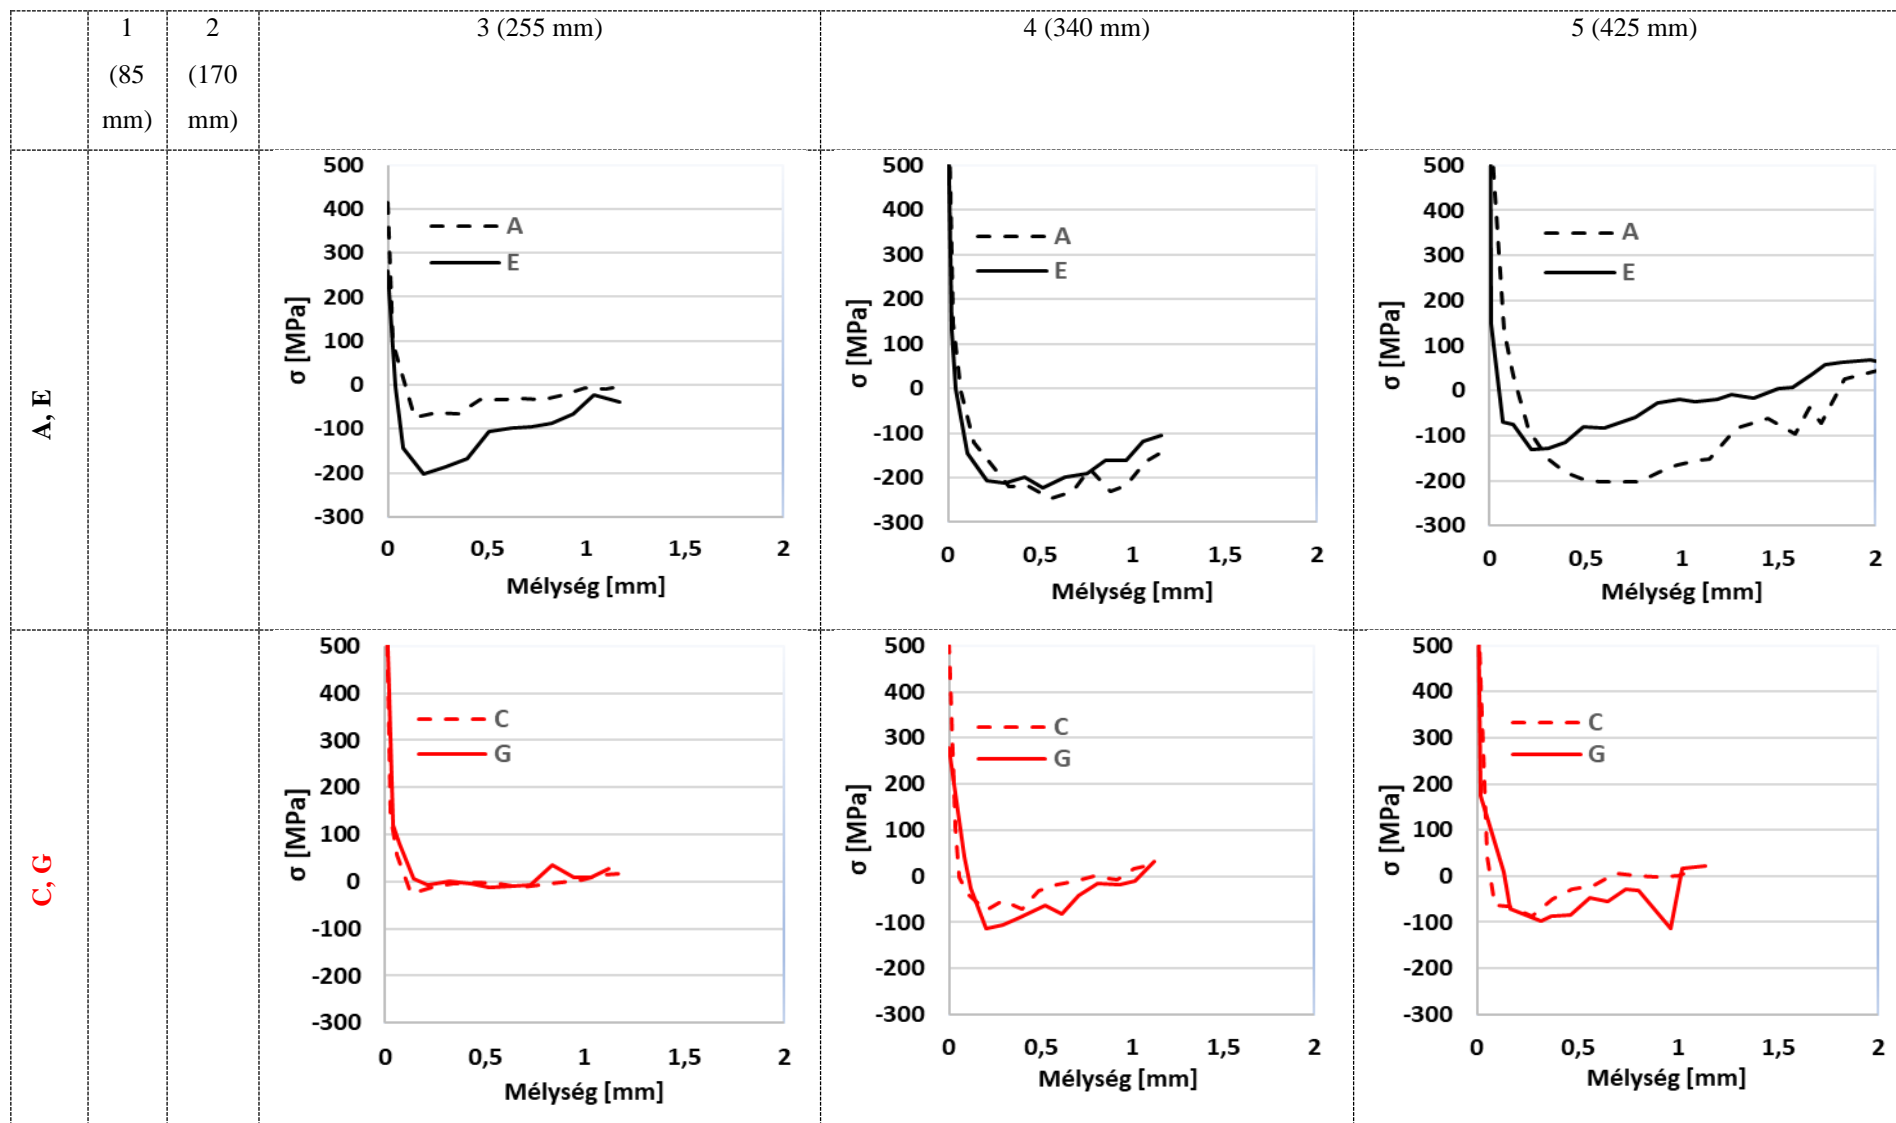 1
(85
mm)
2
(170
mm)
3 (255 mm)
4 (340 mm)
5 (425 mm)
A, E
500
400
300
200
100
0
-100
-200
-300
σ [MPa]
A
E
0 0,5 1 1,5 2
Mélység [mm]
500
400
300
200
100
0
-100
-200
-300
σ [MPa]
A
E
0 0,5 1 1,5 2
Mélység [mm]
500
400
300
200
100
0
-100
-200
-300
σ [MPa]
A
E
0 0,5 1 1,5 2
Mélység [mm]
C, G
500
400
300
200
100
0
-100
-200
-300
σ [MPa]
C
G
0 0,5 1 1,5 2
Mélység [mm]
500
400
300
200
100
0
-100
-200
-300
σ [MPa]
C
G
0 0,5 1 1,5 2
Mélység [mm]
500
400
300
200
100
0
-100
-200
-300
σ [MPa]
C
G
0 0,5 1 1,5 2
Mélység [mm]